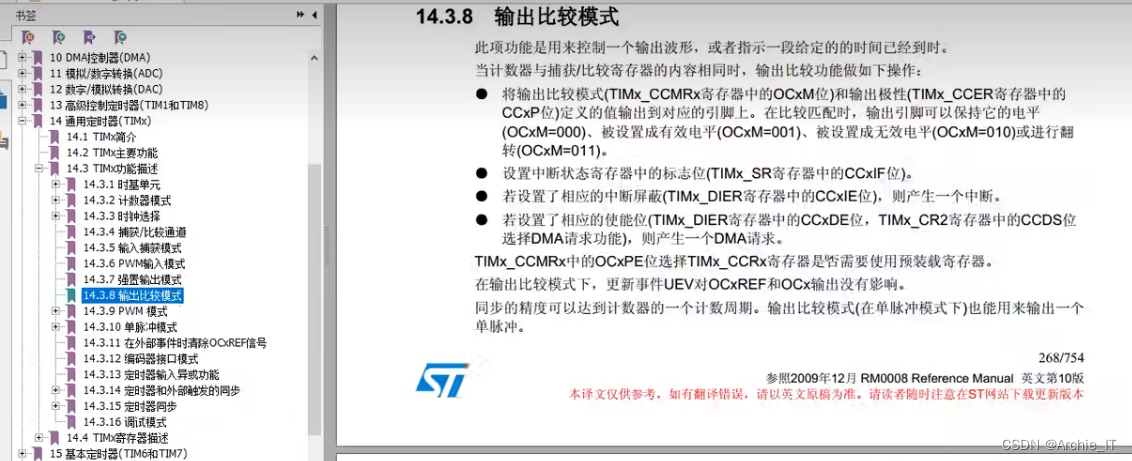 书签
10 DMA控制器(DMA)
11 模拟/数字转换(ADC)
12 数字/模拟转换(DAC)
13 高级控制定时器(TIM1和TIM8)
14 通用定时器(TIMx)
14.1 TIMx简介
14.2 TIMx主要功能
14.3 TIMx功能描述
14.3.1 时基单元
14.3.2 计数器模式
14.3.3 时钟选择
14.3.4 捕获/比较通道
14.3.5 输入捕获模式
14.3.6 PWM输入模式
14.3.7 强置输出模式
14.3.8 输出比较模式
14.3.9 PWM 模式
14.3.10 单脉冲模式
14.3.11 在外部事件时清除OCxREF信号
14.3.12 编码器接口模式
14.3.13 定时器输入异或功能
14.3.14 定时器和外部触发的同步
14.3.15 定时器同步
14.3.16 调试模式
14.4 TIMx寄存器描述
15 基本定时器(TIM6和TIM7)
14.3.8 输出比较模式
此项功能是用来控制一个输出波形，或者指示一段给定的的时间已经到时。
当计数器与捕获/比较寄存器的内容相同时，输出比较功能做如下操作：
● 将输出比较模式(TIMx_CCMRx寄存器中的OCxM位)和输出极性(TIMx_CCER寄存器中的
CCxP位)定义的值输出到对应的引脚上。在比较匹配时，输出引脚可以保持它的电平
(OCxM=000)、被设置成有效电平(OCxM=001)、被设置成无效电平(OCxM=010)或进行翻
转(OCxM=011)。
● 设置中断状态寄存器中的标志位(TIMx_SR寄存器中的CCxIF位)。
● 若设置了相应的中断屏蔽(TIMx_DIER寄存器中的CCxIE位)，则产生一个中断。
● 若设置了相应的使能位(TIMx_DIER寄存器中的CCxDE位，TIMx_CR2寄存器中的CCDS位
选择DMA请求功能)，则产生一个DMA请求。
TIMx_CCMRx中的OCxPE位选择TIMx_CCRx寄存器是否需要使用预装载寄存器。
在输出比较模式下，更新事件UEV对OCxREF和OCx输出没有影响。
同步的精度可以达到计数器的一个计数周期。输出比较模式(在单脉冲模式下)也能用来输出一个
单脉冲。
268/754
ST
参照2009年12月 RM0008 Reference Manual 英文第10版
本译文仅供参考，如有翻译错误，请以英文原稿为准。请读者随时注意在ST网站下载更新版本
CSDN @Archie_IT